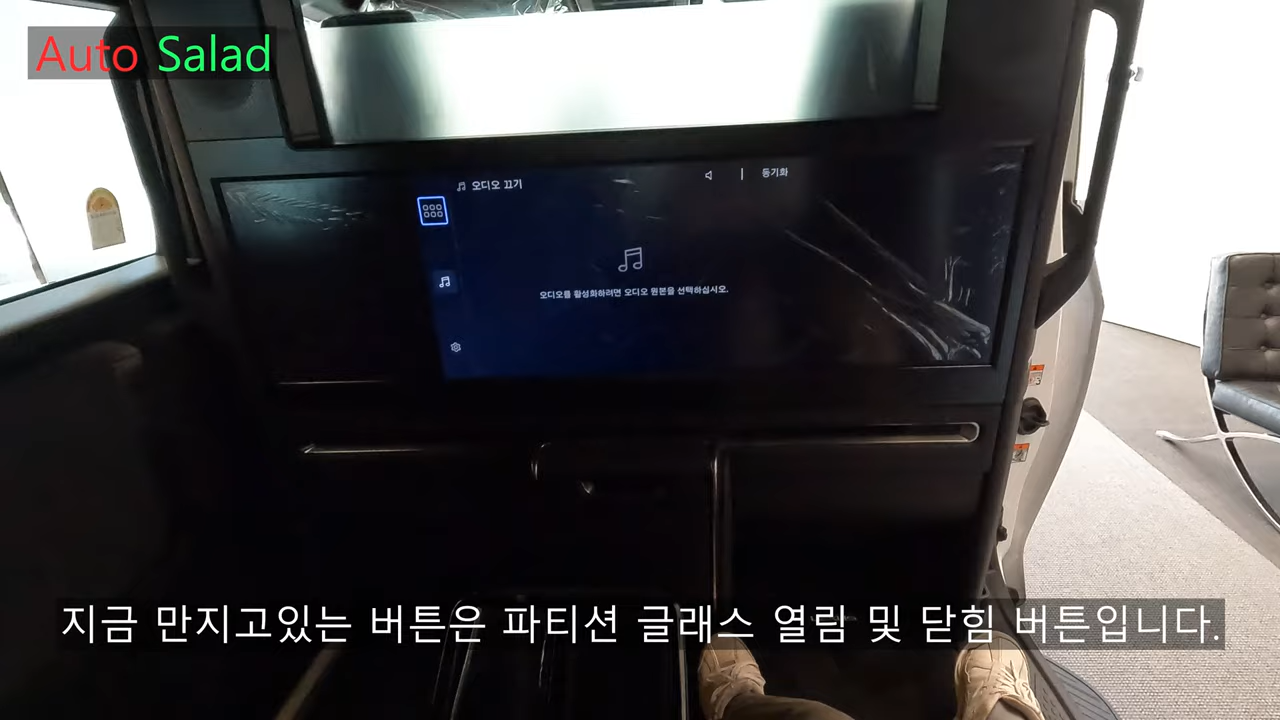 Auto Salad
오디오 끄기
동기화
오디오를 활성화하려면 오디오 원본을 선택하십시오.
지금 만지고있는 버튼은 파티션 글래스 열림 및 닫힘 버튼입니다.